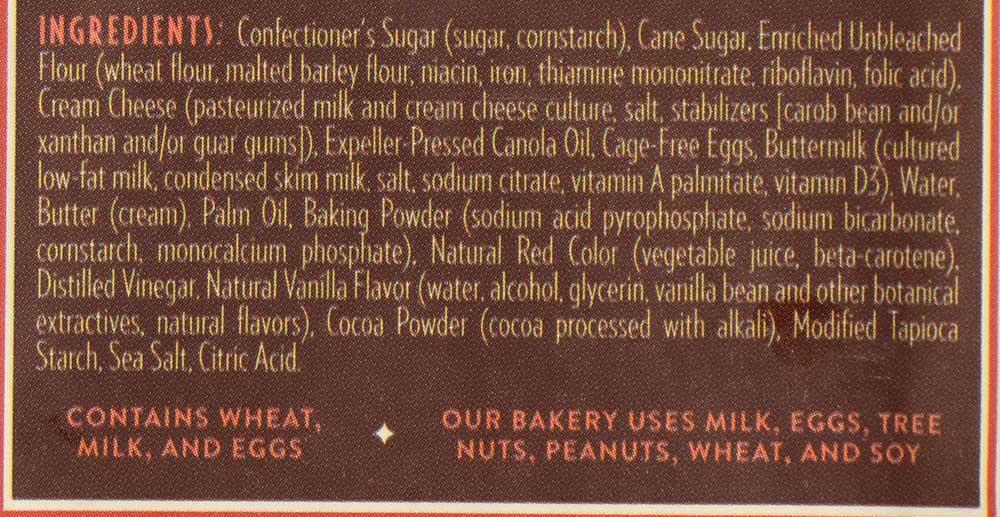 INGREDIENTS: Confectioner's Sugar (sugar, cornstarch), Cane Sugar, Enriched Unbleached
Flour (wheat flour, malted barley flour, niacin, iron, thiamine mononitrate, riboflavin, folic acid),
Cream Cheese (pasteurized milk and cream cheese culture, salt, stabilizers [carob bean and/or
xanthan and/or guar gums]), Expeller-Pressed Canola Oil, Cage-Free Eggs, Buttermilk (cultured
low-fat milk, condensed skim milk, salt, sodium citrate, vitamin A palmitate, vitamin D3), Water,
Butter (cream), Palm Oil, Baking Powder (sodium acid pyrophosphate, sodium bicarbonate,
cornstarch, monocalcium phosphate), Natural Red Color (vegetable juice, beta-carotene),
Distilled Vinegar, Natural Vanilla Flavor (water, alcohol, glycerin, vanilla bean and other botanical
extractives, natural flavors), Cocoa Powder (cocoa processed with alkali), Modified Tapioca
Starch, Sea Salt, Citric Acid.
CONTAINS WHEAT,
MILK, AND EGGS
OUR BAKERY USES MILK, EGGS, TREE
NUTS, PEANUTS, WHEAT, AND SOY